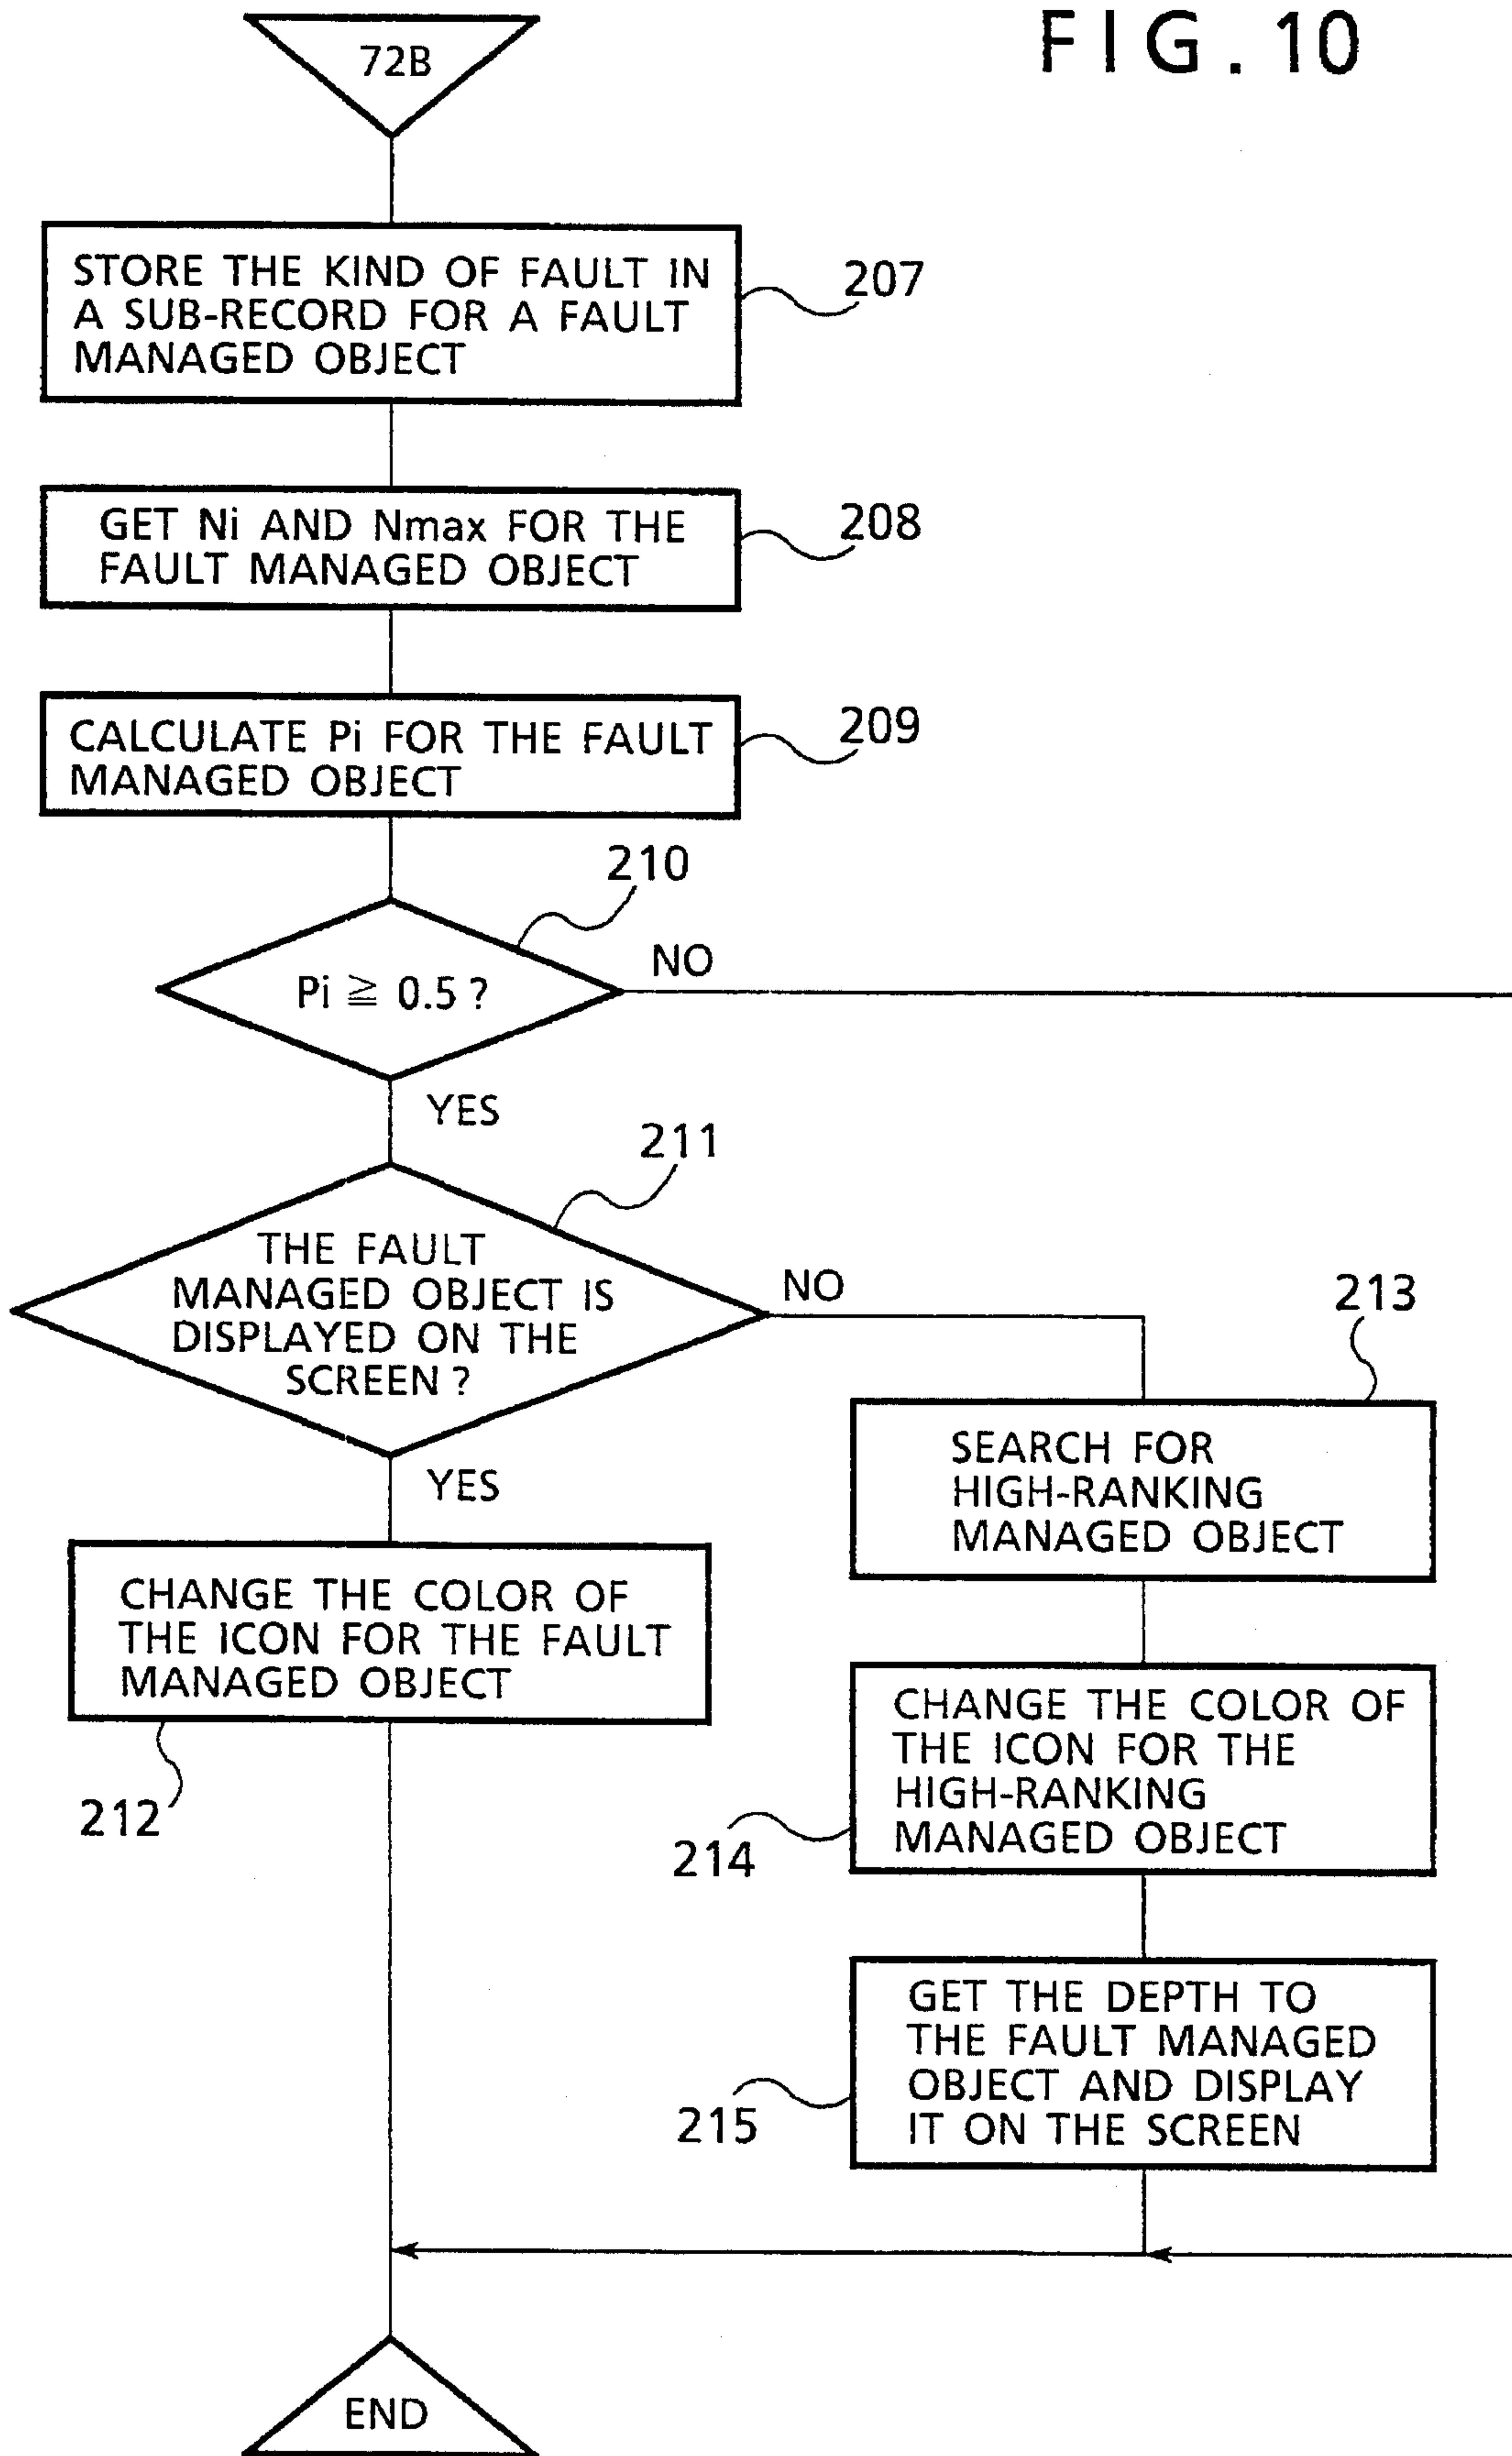 FIG. 10
72B
STORE THE KIND OF FAULT IN
A SUB-RECORD FOR A FAULT
MANAGED OBJECT
207
GET Ni AND Nmax FOR THE
FAULT MANAGED OBJECT
208
CALCULATE Pi FOR THE FAULT
MANAGED OBJECT
209
210
Pi ≧ 0.5 ?
NO
YES
211
THE FAULT
MANAGED OBJECT IS
DISPLAYED ON THE
SCREEN ?
NO
YES
213
SEARCH FOR
HIGH-RANKING
MANAGED OBJECT
CHANGE THE COLOR OF
THE ICON FOR THE FAULT
MANAGED OBJECT
212
CHANGE THE COLOR OF
THE ICON FOR THE
HIGH-RANKING
MANAGED OBJECT
214
GET THE DEPTH TO
THE FAULT MANAGED
OBJECT AND DISPLAY
IT ON THE SCREEN
215
END